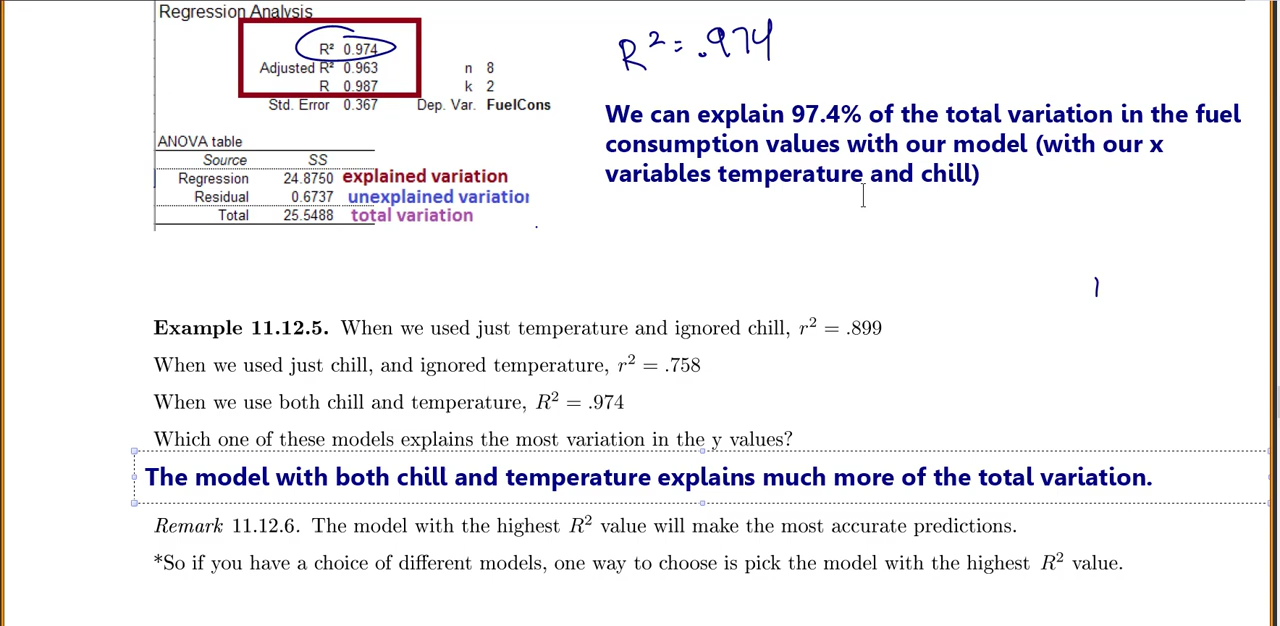 Regression Analysis
R² 0.974
Adjusted R² 0.963 n 8
R 0.987 k 2
Std. Error 0.367 Dep. Var. FuelCons
R² = .974
We can explain 97.4% of the total variation in the fuel
consumption values with our model (with our x
variables temperature and chill)
ANOVA table
Source SS
Regression 24.8750 explained variation
Residual 0.6737 unexplained variation
Total 25.5488 total variation
Example 11.12.5. When we used just temperature and ignored chill, r² = .899
When we used just chill, and ignored temperature, r² = .758
When we use both chill and temperature, R² = .974
Which one of these models explains the most variation in the y values?
The model with both chill and temperature explains much more of the total variation.
Remark 11.12.6. The model with the highest R² value will make the most accurate predictions.
*So if you have a choice of different models, one way to choose is pick the model with the highest R² value.